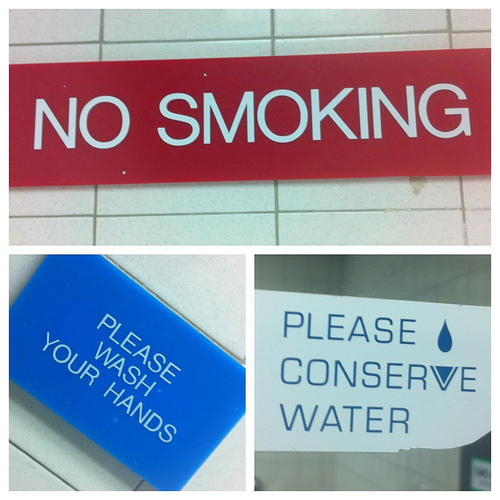 NO SMOKING
PLEASE
WASH
YOUR HANDS
PLEASE
CONSERVE
WATER